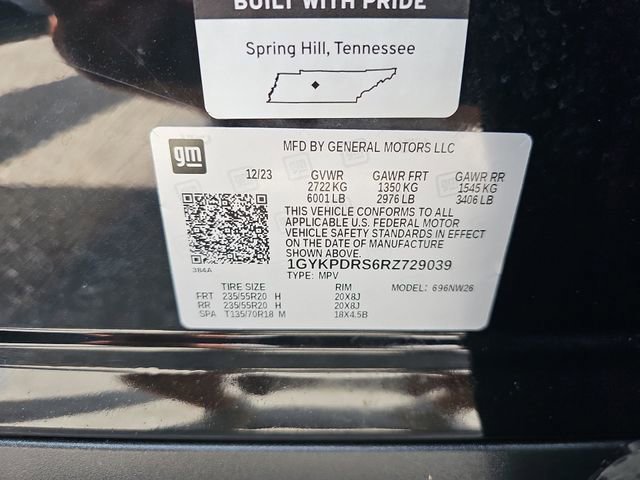 BUILT WITH PRIDE
Spring Hill, Tennessee
gm
MFD BY GENERAL MOTORS LLC
12/23 GVWR GAWR FRT GAWR RR
2722 KG 1350 KG 1545 KG
6001 LB 2976 LB 3406 LB
THIS VEHICLE CONFORMS TO ALL
APPLICABLE U.S. FEDERAL MOTOR
VEHICLE SAFETY STANDARDS IN EFFECT
ON THE DATE OF MANUFACTURE
SHOWN ABOVE.
384A
1GYKPDRS6RZ729039
TYPE: MPV
TIRE SIZE RIM MODEL: 696NW26
FRT 235/55R20 H 20X8J
RR 235/55R20 H 20X8J
SPA T135/70R18 M 18X4.5B